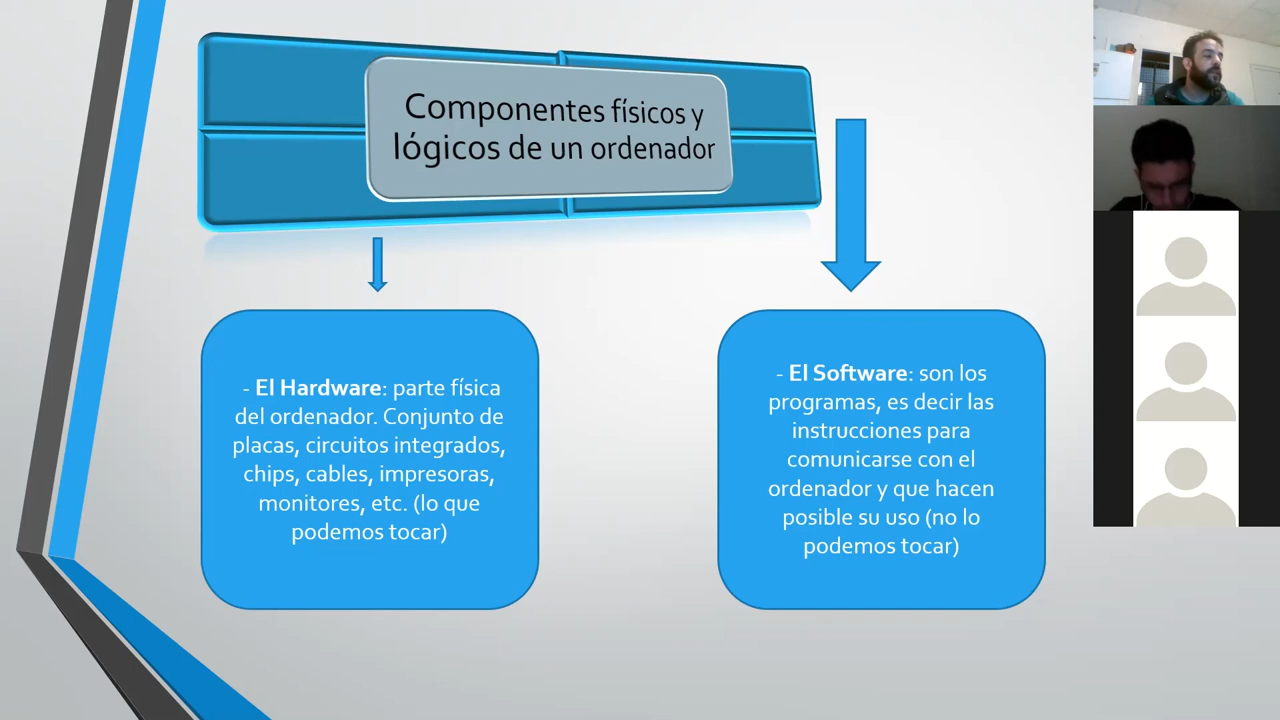 Componentes físicos y
lógicos de un ordenador
- El Hardware: parte física
del ordenador. Conjunto de
placas, circuitos integrados,
chips, cables, impresoras,
monitores, etc. (lo que
podemos tocar)
- El Software: son los
programas, es decir las
instrucciones para
comunicarse con el
ordenador y que hacen
posible su uso (no lo
podemos tocar)